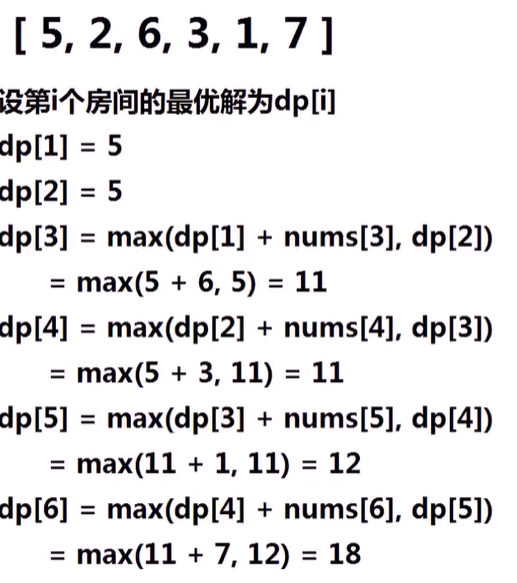 [ 5, 2, 6, 3, 1, 7 ]
设第i个房间的最优解为dp[i]
dp[1] = 5
dp[2] = 5
dp[3] = max(dp[1] + nums[3], dp[2])
= max(5 + 6, 5) = 11
dp[4] = max(dp[2] + nums[4], dp[3])
= max(5 + 3, 11) = 11
dp[5] = max(dp[3] + nums[5], dp[4])
= max(11 + 1, 11) = 12
dp[6] = max(dp[4] + nums[6], dp[5])
= max(11 + 7, 12) = 18